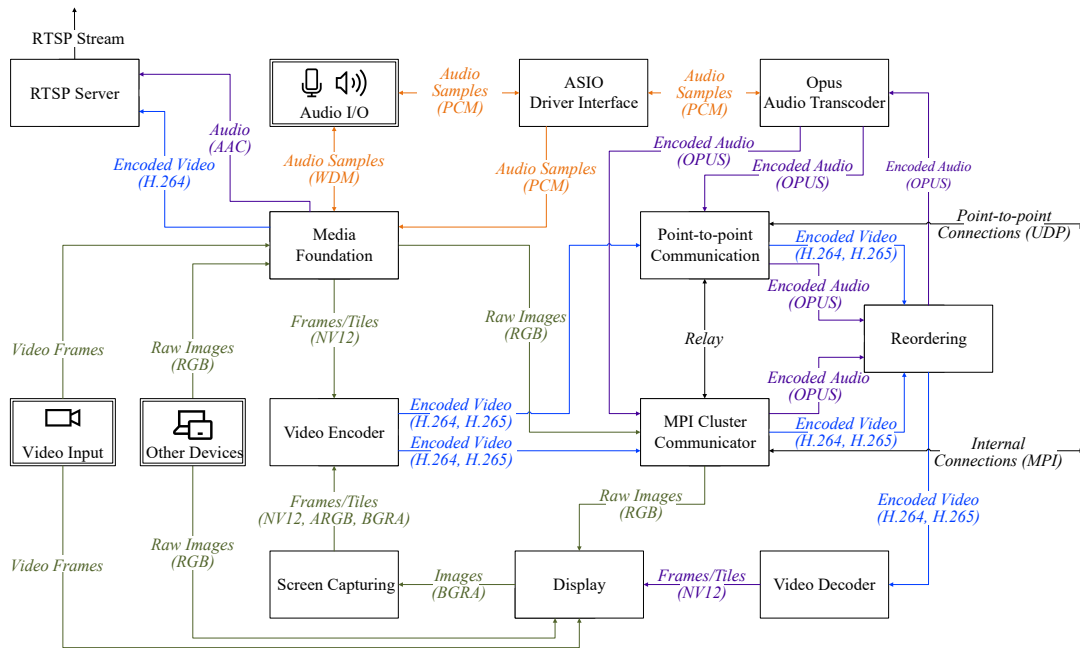 RTSP Stream
RTSP Server
Audio I/O
Audio
Samples
(PCM)
ASIO
Driver Interface
Audio
Samples
(PCM)
Opus
Audio Transcoder
Audio
(AAC)
Encoded Video
(H.264)
Audio Samples
(WDM)
Audio Samples
(PCM)
Encoded Audio
(OPUS)
Encoded Audio
(OPUS)
Encoded Audio
(OPUS)
Media
Foundation
Point-to-point
Communication
Encoded Video
(H.264, H.265)
Point-to-point
Connections (UDP)
Encoded Audio
(OPUS)
Video Frames
Raw Images
(RGB)
Frames/Tiles
(NV12)
Raw Images
(RGB)
Relay
Reordering
Encoded Audio
(OPUS)
Video Input
Other Devices
Video Encoder
Encoded Video
(H.264, H.265)
Encoded Video
(H.264, H.265)
MPI Cluster
Communicator
Encoded Video
(H.264, H.265)
Internal
Connections (MPI)
Frames/Tiles
(NV12, ARGB, BGRA)
Raw Images
(RGB)
Encoded Video
(H.264, H.265)
Video Frames
Raw Images
(RGB)
Screen Capturing
Images
(BGRA)
Display
Frames/Tiles
(NV12)
Video Decoder